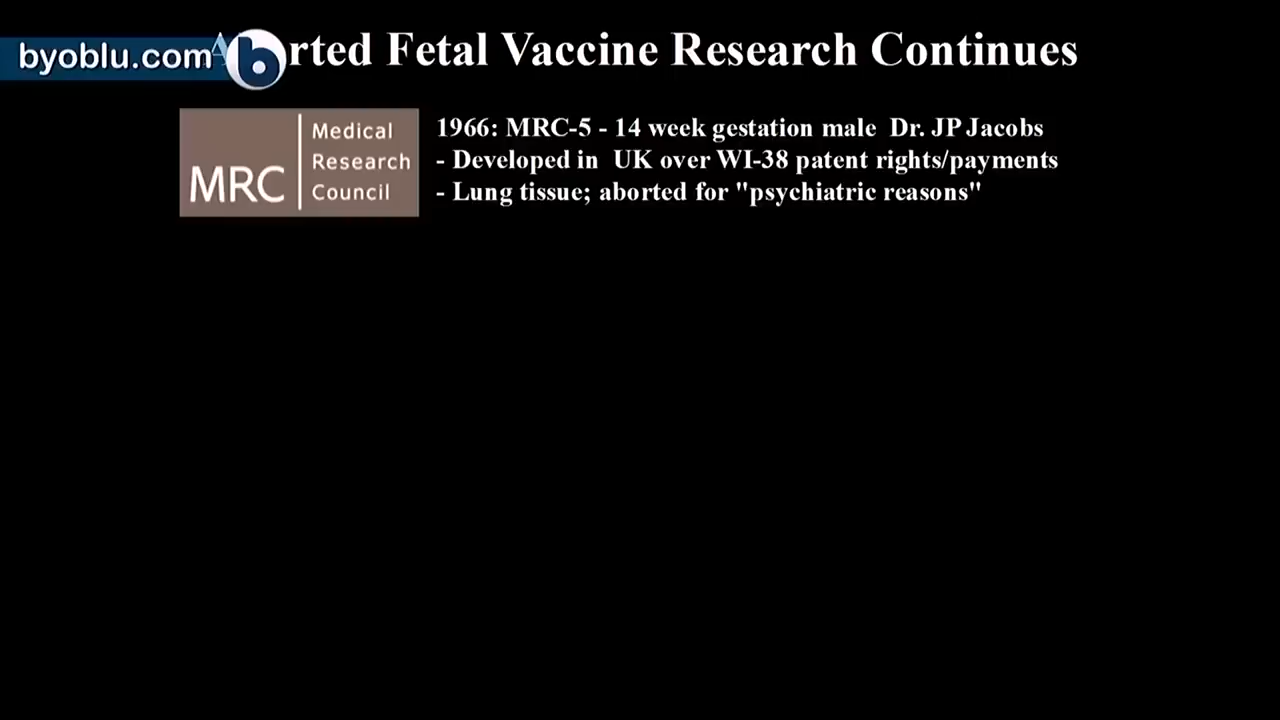 byoblu.com
rted Fetal Vaccine Research Continues
MRC
Medical
Research
Council
1966: MRC-5 - 14 week gestation male Dr. JP Jacobs
- Developed in UK over WI-38 patent rights/payments
- Lung tissue; aborted for "psychiatric reasons"